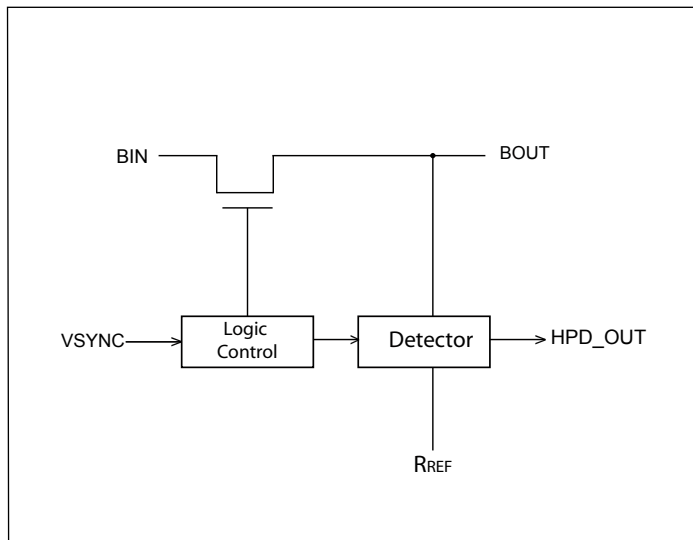 BIN
BOUT
VSYNC
Logic
Control
Detector
HPD_OUT
RREF